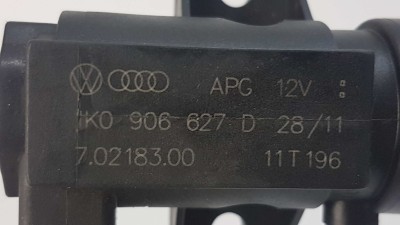 APG 12V
1K0 906 627 D 28/11
7.02183.00 11T196